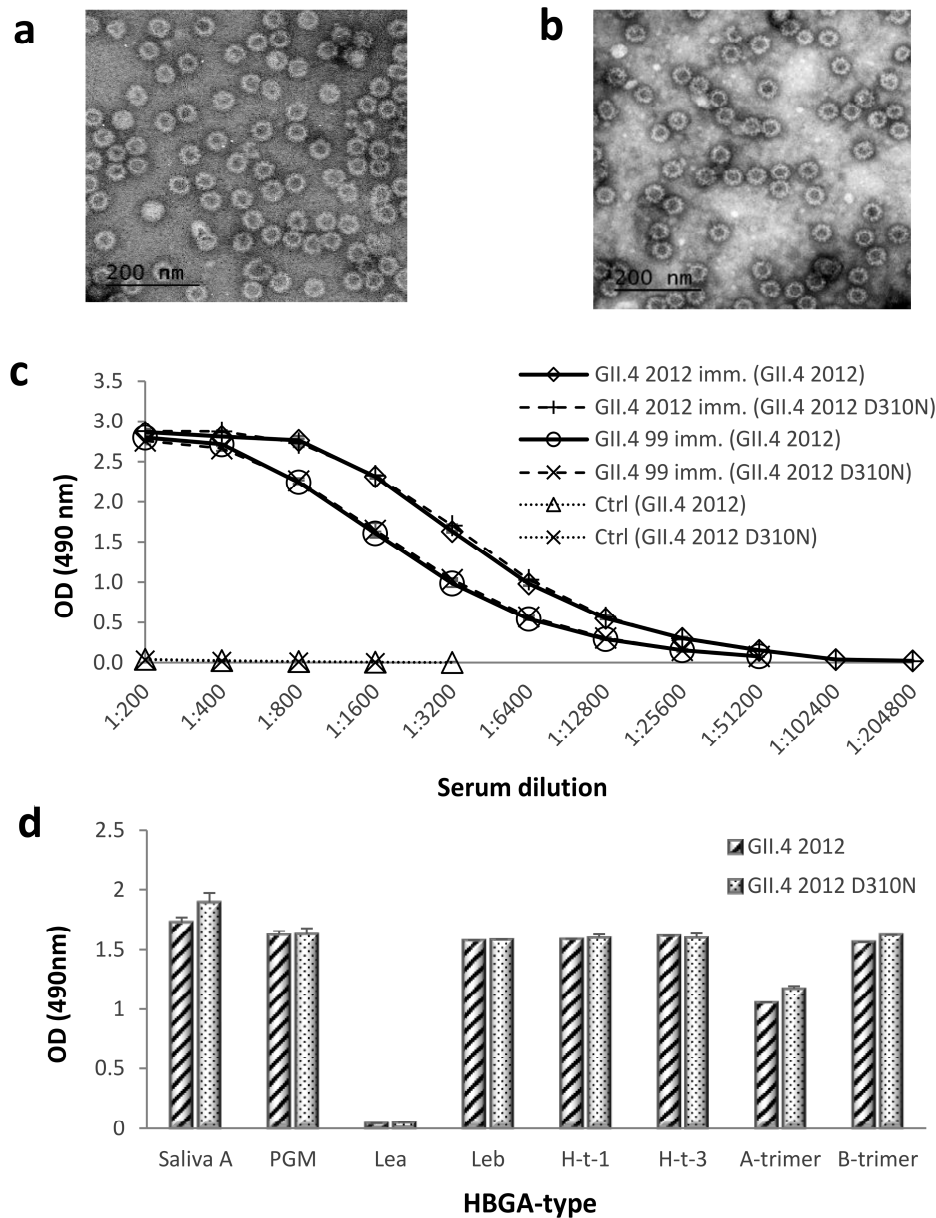 a
b
200 nm
200 nm
c
OD (490 nm)
3.5
3.0
2.5
2.0
1.5
1.0
0.5
0.0
GII.4 2012 imm. (GII.4 2012)
GII.4 2012 imm. (GII.4 2012 D310N)
GII.4 99 imm. (GII.4 2012)
GII.4 99 imm. (GII.4 2012 D310N)
Ctrl (GII.4 2012)
Ctrl (GII.4 2012 D310N)
1:200
1:400
1:800
1:1600
1:3200
1:6400
1:12800
1:25600
1:51200
1:102400
1:204800
Serum dilution
d
OD (490nm)
2.5
2
1.5
1
0.5
0
GII.4 2012
GII.4 2012 D310N
Saliva A
PGM
Lea
Leb
H-t-1
H-t-3
A-trimer
B-trimer
HBGA-type